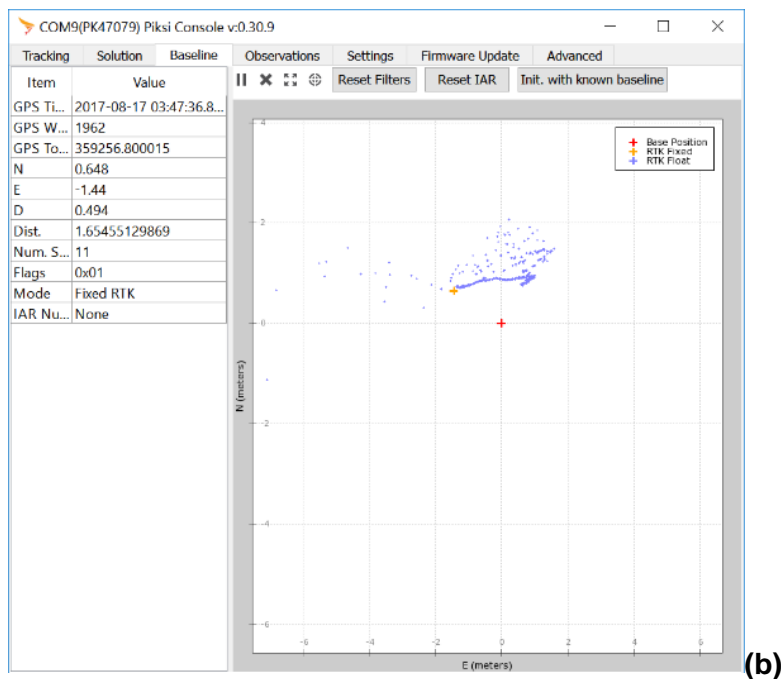 COM9(PK47079) Piksi Console v:0.30.9
Tracking Solution Baseline Observations Settings Firmware Update Advanced
Item Value
Reset Filters Reset IAR Init. with known baseline
GPS Ti... 2017-08-17 03:47:36.8...
GPS W... 1962
GPS To... 359256.800015
N 0.648
E -1.44
D 0.494
Dist. 1.65455129869
Num. S... 11
Flags 0x01
Mode Fixed RTK
IAR Nu... None
Base Position
RTK Fixed
RTK Float
4
2
0
-2
-4
-6
N (meters)
-6 -4 -2 0 2 4 6
E (meters)
(b)